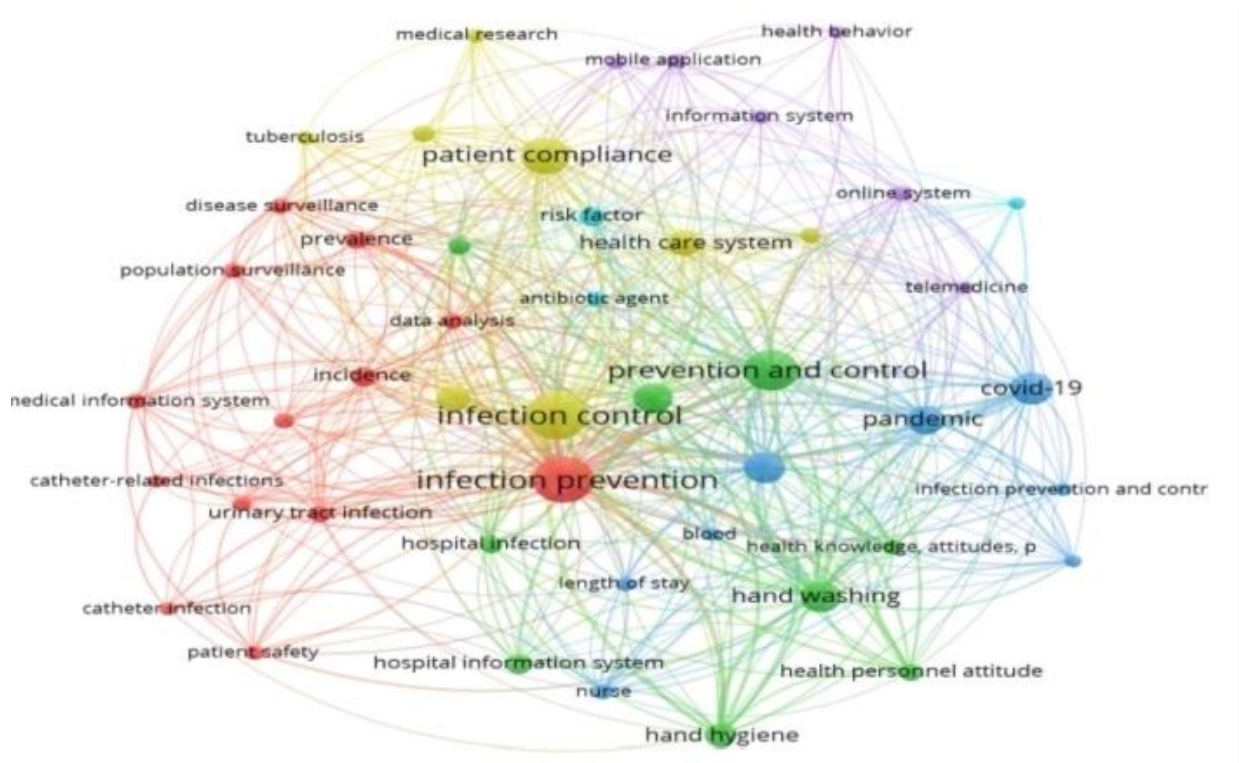 medical research
health behavior
mobile application
information system
tuberculosis
patient compliance
online system
disease surveillance
risk factor
prevalence
health care system
population surveillance
telemedicine
antibiotic agent
data analysis
prevention and control
incidence
covid-19
nedical information system
infection control
pandemic
catheter-related infections
infection prevention
infection prevention and contr
urinary tract infection
blood
hospital infection
health knowledge, attitudes, p
length of stay
hand washing
catheter infection
patient safety
hospital information system
health personnel attitude
nurse
hand hygiene